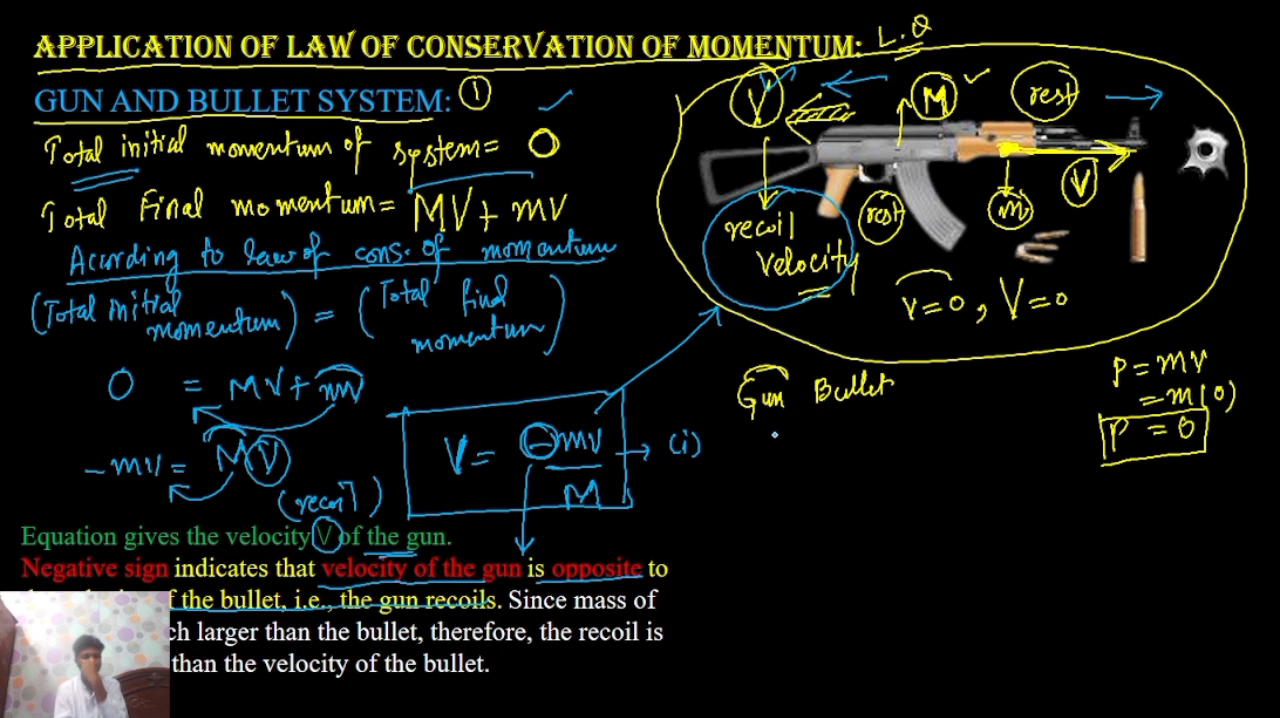 APPLICATION OF LAW OF CONSERVATION OF MOMENTUM: L.Q
GUN AND BULLET SYSTEM: ①
Total initial momentum of system = 0
Total Final momentum = MV + mv
According to law of cons. of momentum
(Total initial momentum) = (Total final momentum)
0 = MV + mv
-mv = MV
(recoil)
V = -mv/M → (i)
Equation gives the velocity V of the gun.
Negative sign indicates that velocity of the gun is opposite to
f the bullet, i.e., the gun recoils. Since mass of
ch larger than the bullet, therefore, the recoil is
than the velocity of the bullet.
V M rest
rest m V
recoil
velocity
v=0, V=0
Gun Bullet
P = mv
= m(0)
P = 0